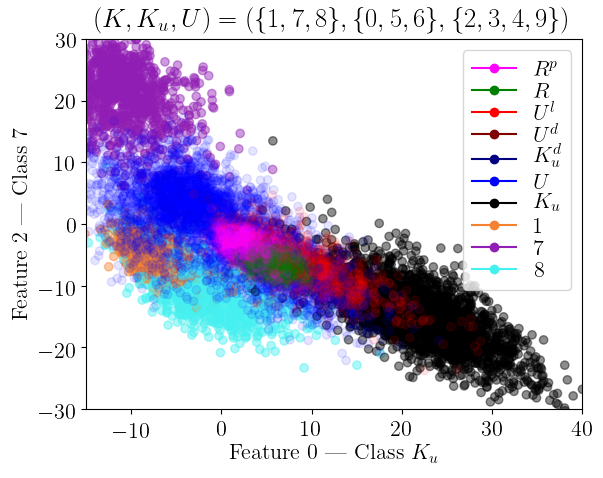 (K, K_u, U) = ({1, 7, 8}, {0, 5, 6}, {2, 3, 4, 9})
30
20
10
0
−10
−20
−30
Feature 2 — Class 7
R^p
R
U^l
U^d
K_u^d
U
K_u
1
7
8
−10
0
10
20
30
40
Feature 0 — Class K_u